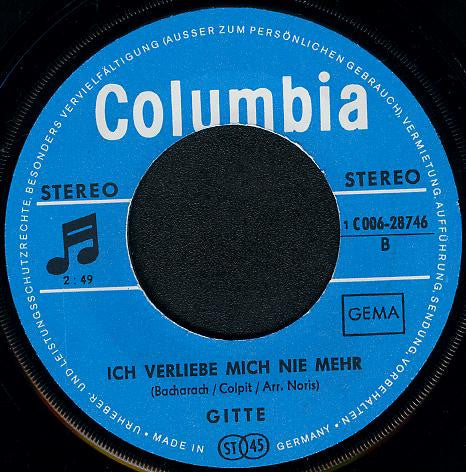 URHEBER- UND LEISTUNGSSCHUTZRECHTE, BESONDERS VERVIELFÄLTIGUNG (AUSSER ZUM PERSÖNLICHEN GEBRAUCH), VERMIETUNG, AUFFÜHRUNG, SENDUNG, VORBEHALTEN •
Columbia
STEREO
STEREO
1 C 006-28746
B
2 : 49
GEMA
ICH VERLIEBE MICH NIE MEHR
(Bacharach / Colpit / Arr. Noris)
GITTE
• MADE IN
ST 45
GERMANY •